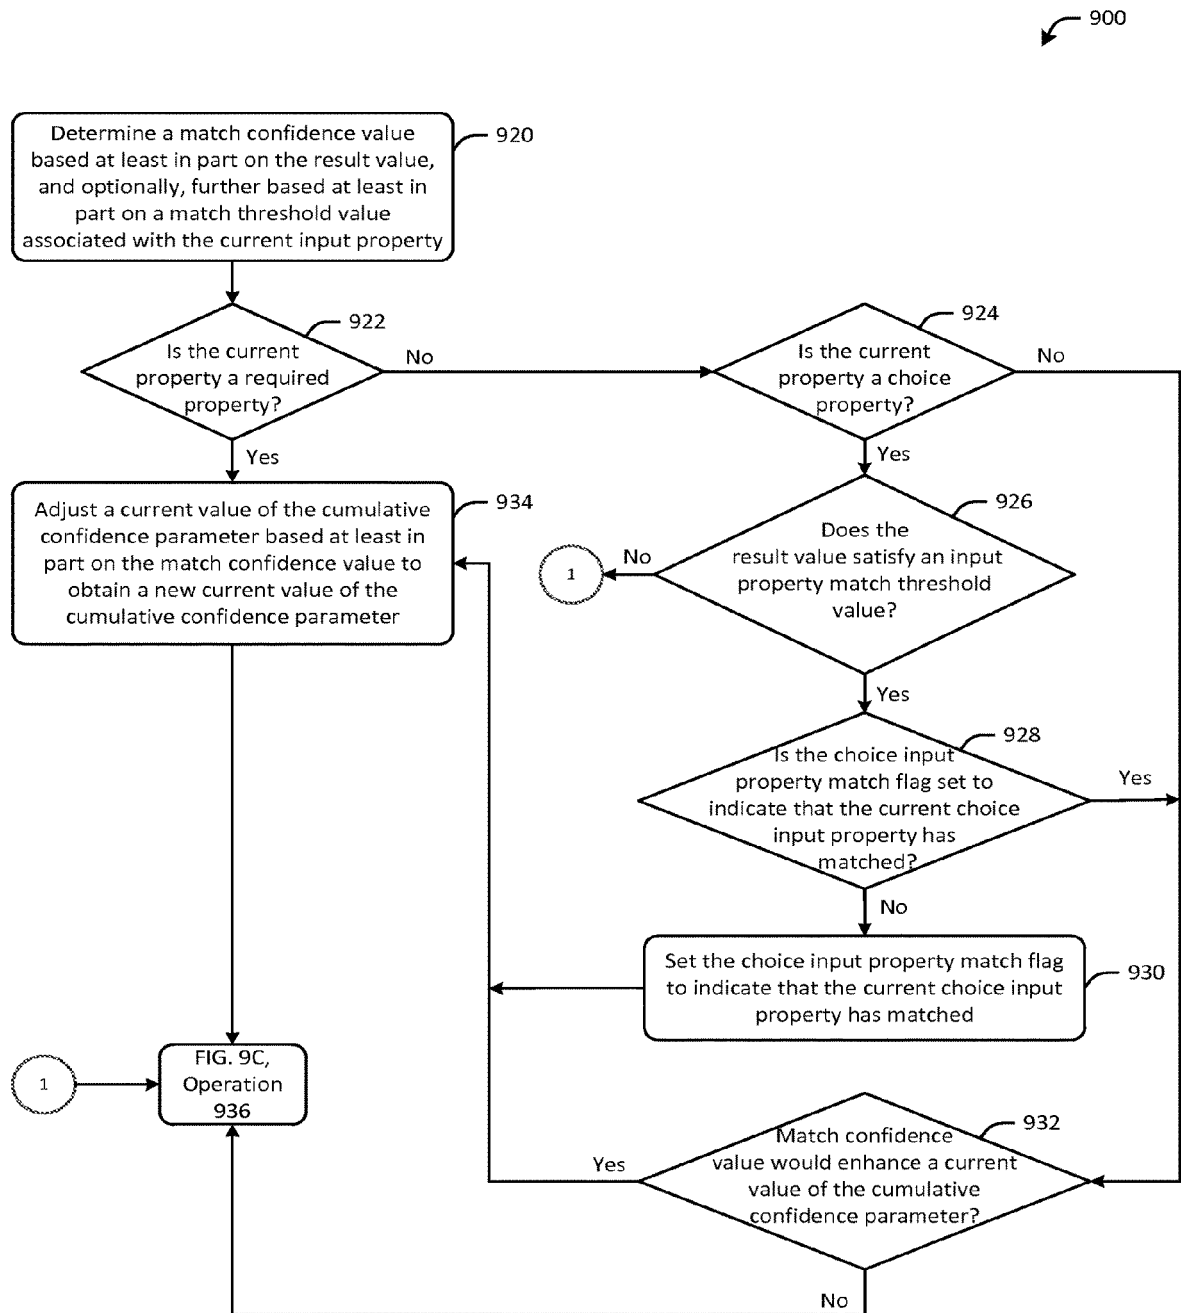 900
Determine a match confidence value
based at least in part on the result value,
and optionally, further based at least in
part on a match threshold value
associated with the current input property
920
922
Is the current
property a required
property?
No
Yes
924
Is the current
property a choice
property?
No
Yes
Adjust a current value of the cumulative
confidence parameter based at least in
part on the match confidence value to
obtain a new current value of the
cumulative confidence parameter
934
926
Does the
result value satisfy an input
property match threshold
value?
No
1
Yes
928
Is the choice input
property match flag set to
indicate that the current choice
input property has
matched?
Yes
No
Set the choice input property match flag
to indicate that the current choice input
property has matched
930
1
FIG. 9C,
Operation
936
932
Match confidence
value would enhance a current
value of the cumulative
confidence parameter?
Yes
No